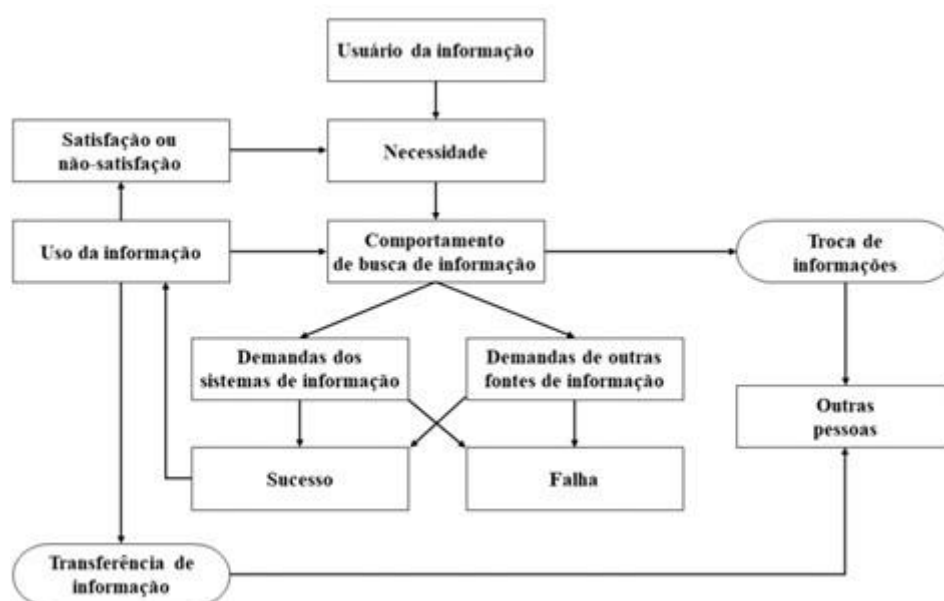 Usuário da informação
Satisfação ou
não-satisfação
Necessidade
Uso da informação
Comportamento
de busca de informação
Troca de
informações
Demandas dos
sistemas de informação
Demandas de outras
fontes de informação
Outras
pessoas
Sucesso
Falha
Transferência de
informação